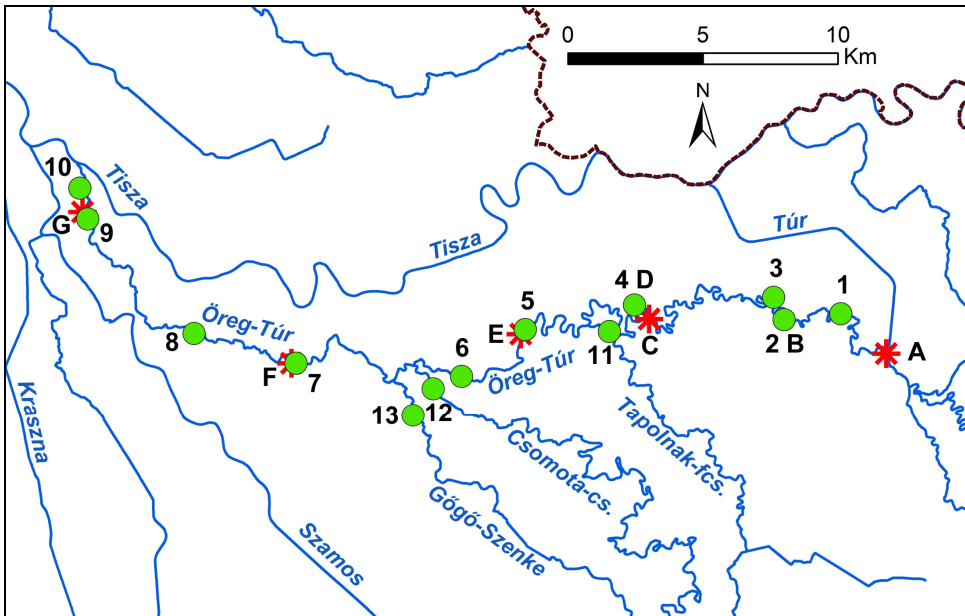 0 5 10
Km
N
10
Tisza
G
9
Túr
Tisza
3
1
4 D
5
Öreg-Túr
E
C
2 B
A
8
11
6
Öreg-Túr
F
7
12
13
Kraszna
Tapolnak-fcs.
Csomota-cs.
Gőgő-Szenke
Szamos